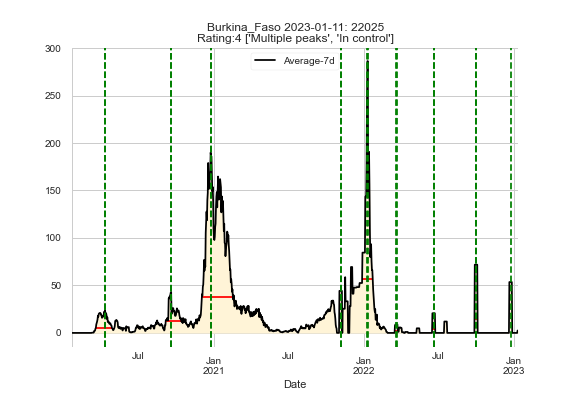 Burkina_Faso 2023-01-11: 22025
Rating:4 ['Multiple peaks', 'In control']
Average-7d
300
250
200
150
100
50
0
Jul
Jan
2021
Jul
Jan
2022
Jul
Jan
2023
Date